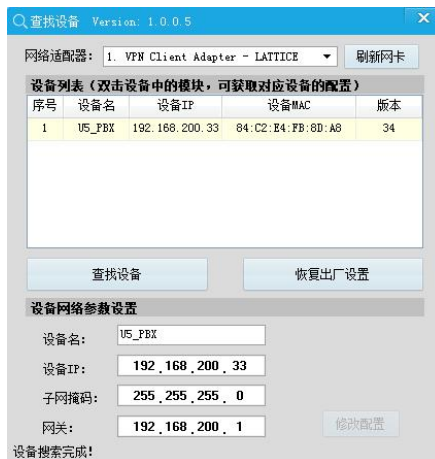 查找设备 Version: 1.0.0.5
网络适配器: 1. VPN Client Adapter - LATTICE 刷新网卡
设备列表(双击设备中的模块，可获取对应设备的配置)
序号 设备名 设备IP 设备MAC 版本
1 U5_PBX 192.168.200.33 84:C2:E4:FB:8D:A8 34
查找设备 恢复出厂设置
设备网络参数设置
设备名: U5_PBX
设备IP: 192.168.200.33
子网掩码: 255.255.255.0
网关: 192.168.200.1 修改配置
设备搜索完成!